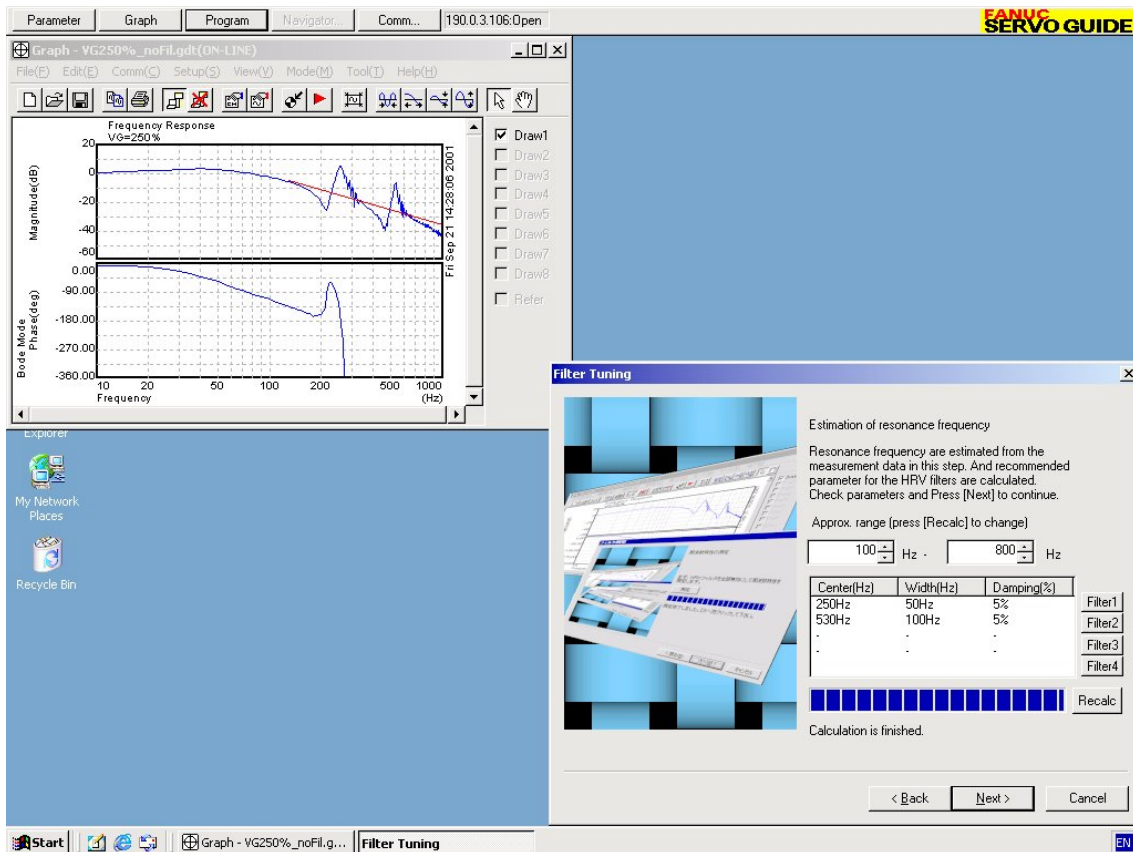 Parameter Graph Program Navigator... Comm... 190.0.3.106:Open
FANUC
SERVO GUIDE
Graph - VG250%_noFil.gdt(ON-LINE)
File(F) Edit(E) Comm(C) Setup(S) View(V) Mode(M) Tool(T) Help(H)
Frequency Response
VG=250%
Magnitude(dB)
20
0
-20
-40
-60
Fri Sep 21 14:28:06 2001
Bode Mode
Phase(deg)
0.00
-90.00
-180.00
-270.00
-360.00
10 20 50 100 200 500 1000
Frequency (Hz)
Draw1
Draw2
Draw3
Draw4
Draw5
Draw6
Draw7
Draw8
Refer
Explorer
My Network
Places
Recycle Bin
Filter Tuning
Estimation of resonance frequency
Resonance frequency are estimated from the
measurement data in this step. And recommended
parameter for the HRV filters are calculated.
Check parameters and Press [Next] to continue.
Approx. range (press [Recalc] to change)
100 Hz - 800 Hz
Center(Hz) Width(Hz) Damping(%)
250Hz 50Hz 5% Filter1
530Hz 100Hz 5% Filter2
- - - Filter3
- - - Filter4
Recalc
Calculation is finished.
< Back Next > Cancel
Start Graph - VG250%_noFil.g... Filter Tuning EN